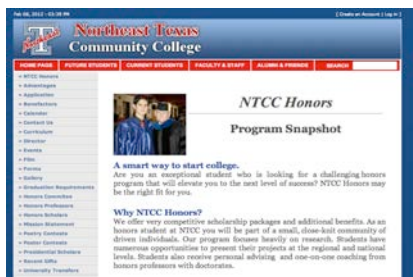 Feb 08, 2012 - 03:38 PM
[ Create an Account | Log in ]
Northeast Texas
Community College
HOME PAGE FUTURE STUDENTS CURRENT STUDENTS FACULTY & STAFF ALUMNI & FRIENDS SEARCH
» NTCC Honors
» Advantages
» Application
» Benefactors
» Calendar
» Contact Us
» Curriculum
» Director
» Events
» Film
» Forms
» Gallery
» Graduation Requirements
» Honors Committee
» Honors Professors
» Honors Scholars
» Mission Statement
» Poetry Contests
» Poster Contests
» Presidential Scholars
» Recent Gifts
» University Transfers
NTCC Honors
Program Snapshot
A smart way to start college.
Are you an exceptional student who is looking for a challenging honors
program that will elevate you to the next level of success? NTCC Honors may
be the right fit for you.
Why NTCC Honors?
We offer very competitive scholarship packages and additional benefits. As an
honors student at NTCC you will be part of a small, close-knit community of
driven individuals. Our program focuses heavily on research. Students have
numerous opportunities to present their projects at the regional and national
levels. Students also receive personal advising and one-on-one coaching from
honors professors with doctorates.